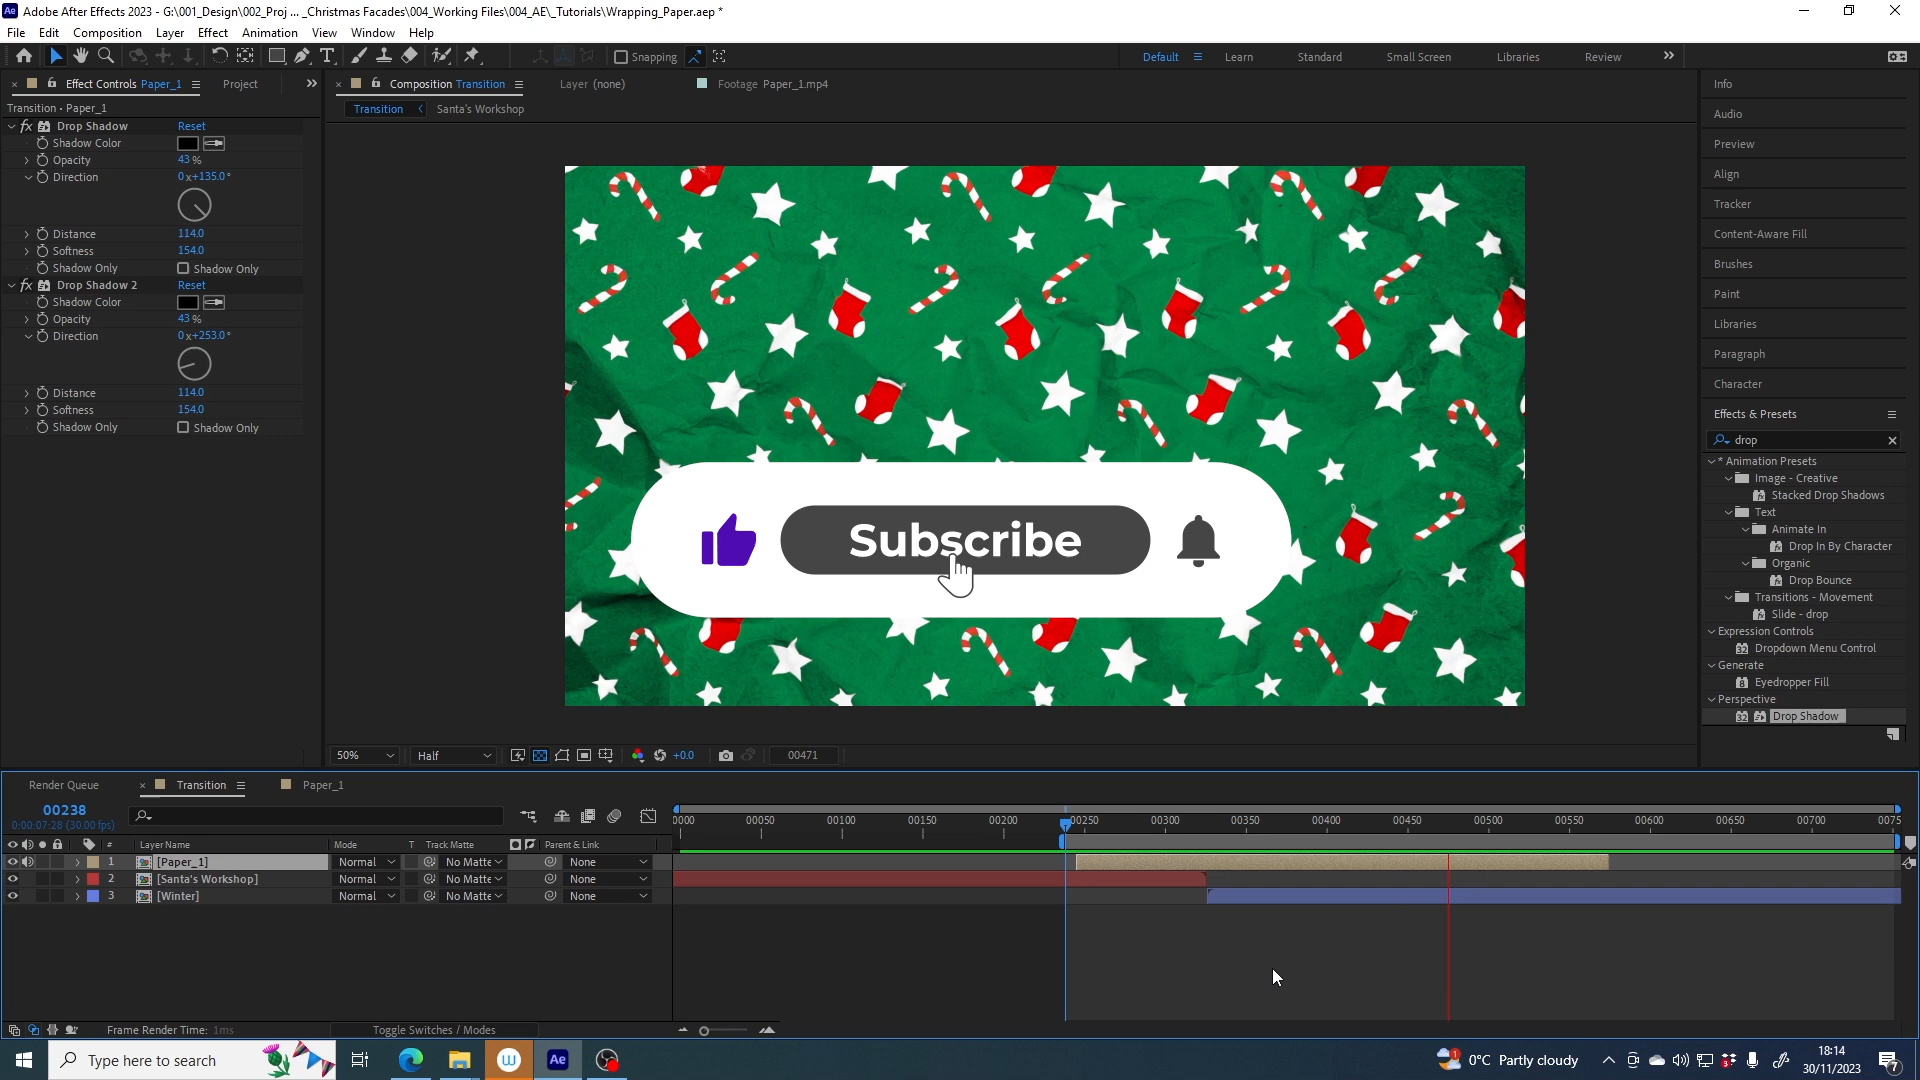 Adobe After Effects 2023 - G:\001_Design\002_Proj ... _Christmas Facades\004_Working Files\004_AE\_Tutorials\Wrapping_Paper.aep *
File Edit Composition Layer Effect Animation View Window Help
Snapping
Default Learn Standard Small Screen Libraries Review
Effect Controls Paper_1 Project
Composition Transition Layer (none) Footage Paper_1.mp4
Transition Santa's Workshop
Transition • Paper_1
fx Drop Shadow Reset
Shadow Color
Opacity 43 %
Direction 0x+135.0°
Distance 114.0
Softness 154.0
Shadow Only Shadow Only
fx Drop Shadow 2 Reset
Shadow Color
Opacity 43 %
Direction 0x+253.0°
Distance 114.0
Softness 154.0
Shadow Only Shadow Only
Subscribe
50% Half +0.0 00471
Info
Audio
Preview
Align
Tracker
Content-Aware Fill
Brushes
Paint
Libraries
Paragraph
Character
Effects & Presets
drop
* Animation Presets
Image - Creative
Stacked Drop Shadows
Text
Animate In
Drop In By Character
Organic
Drop Bounce
Transitions - Movement
Slide - drop
Expression Controls
Dropdown Menu Control
Generate
Eyedropper Fill
Perspective
Drop Shadow
Render Queue Transition Paper_1
00238
0:00:07:28 (30.00 fps)
0000 00050 00100 00150 00200 00250 00300 00350 00400 00450 00500 00550 00600 00650 00700 0075
# Layer Name Mode T Track Matte Parent & Link
1 [Paper_1] Normal No Matte None
2 [Santa's Workshop] Normal No Matte None
3 [Winter] Normal No Matte None
Frame Render Time: 1ms Toggle Switches / Modes
Type here to search
0°C Partly cloudy
18:14
30/11/2023